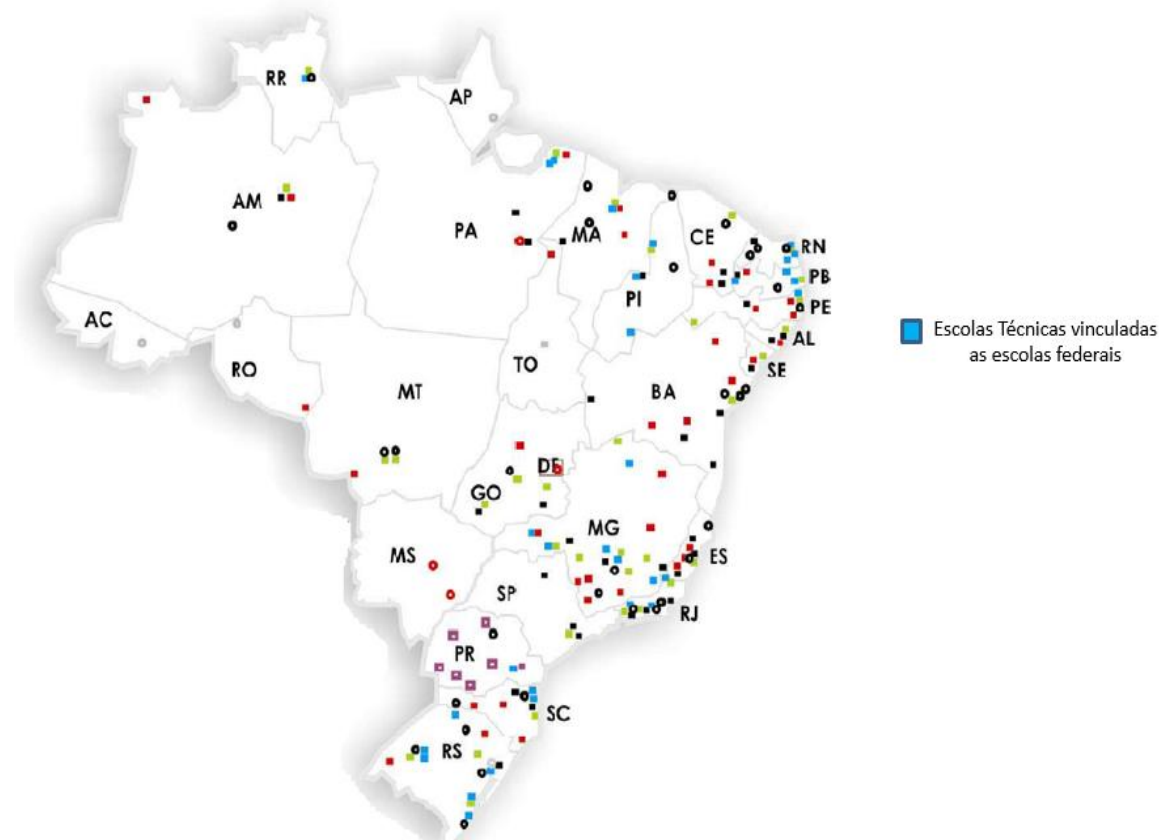 RR
AP
AM
PA
MA
CE
RN
PB
PI
PE
AC
AL
RO
TO
SE
MT
BA
DF
GO
MG
MS
ES
SP
RJ
PR
SC
RS
Escolas Técnicas vinculadas
as escolas federais